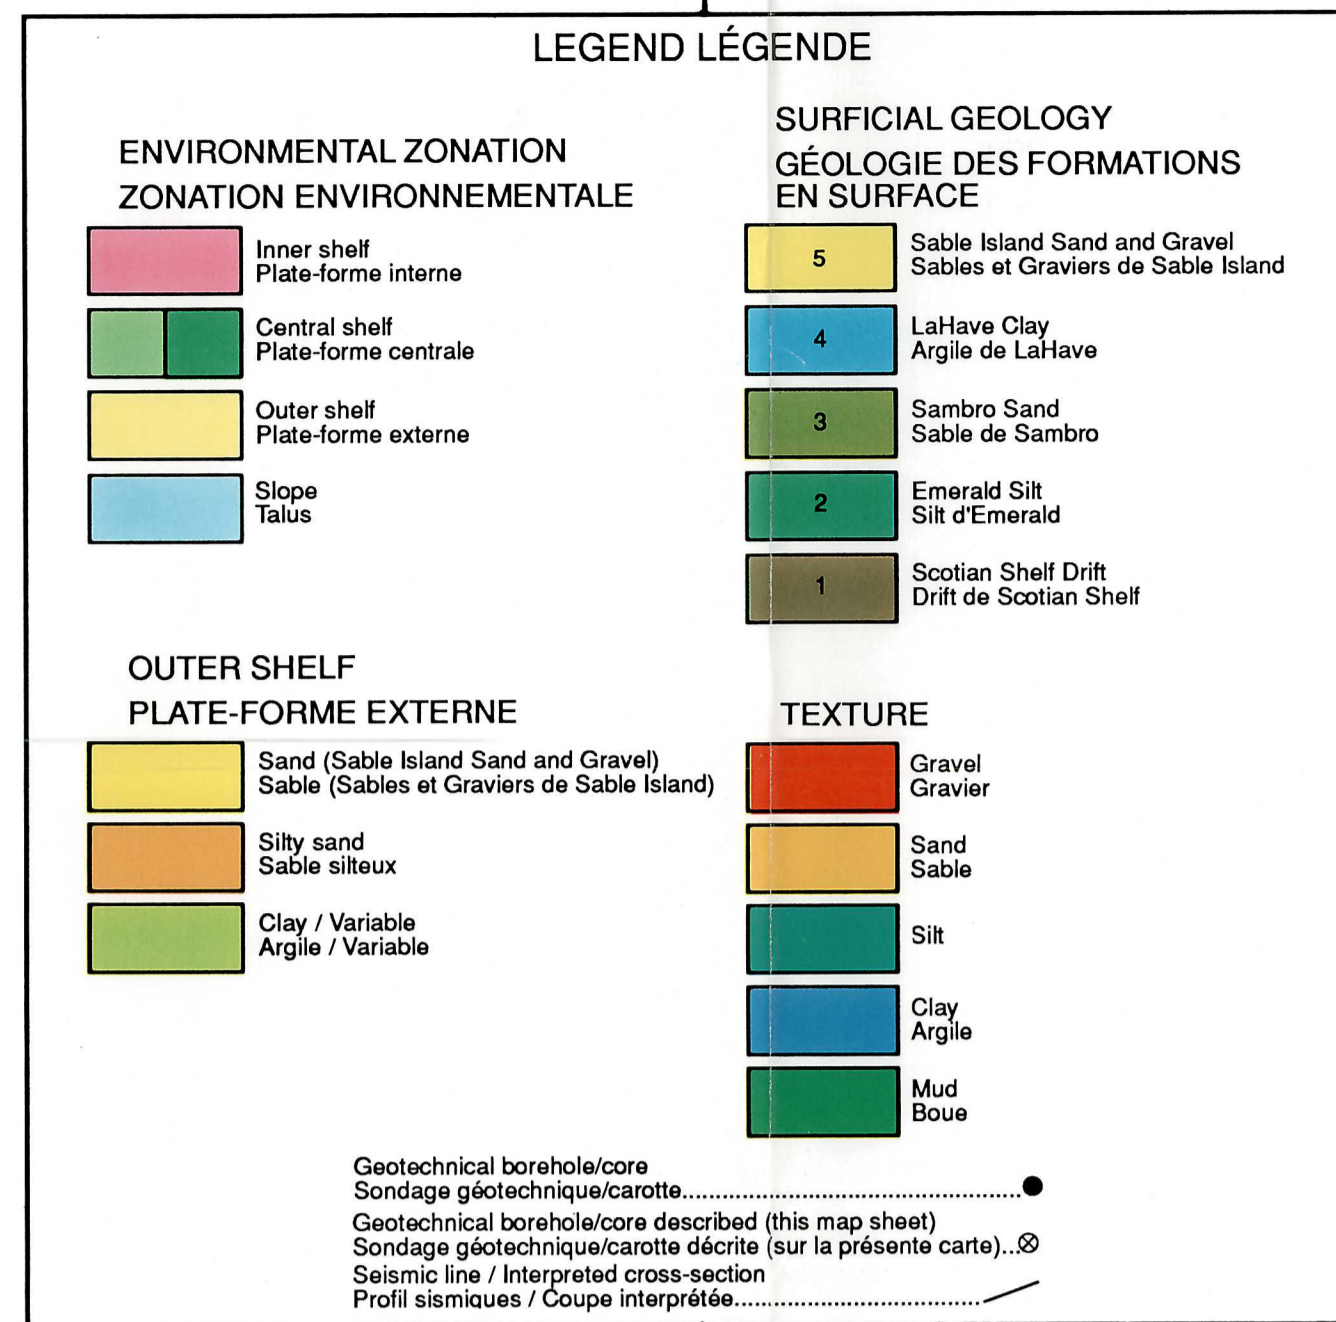 LEGEND LÉGENDE
ENVIRONMENTAL ZONATION
ZONATION ENVIRONNEMENTALE
Inner shelf
Plate-forme interne
Central shelf
Plate-forme centrale
Outer shelf
Plate-forme externe
Slope
Talus
SURFICIAL GEOLOGY
GÉOLOGIE DES FORMATIONS
EN SURFACE
5
Sable Island Sand and Gravel
Sables et Graviers de Sable Island
4
LaHave Clay
Argile de LaHave
3
Sambro Sand
Sable de Sambro
2
Emerald Silt
Silt d'Emerald
1
Scotian Shelf Drift
Drift de Scotian Shelf
OUTER SHELF
PLATE-FORME EXTERNE
Sand (Sable Island Sand and Gravel)
Sable (Sables et Graviers de Sable Island)
Silty sand
Sable silteux
Clay / Variable
Argile / Variable
TEXTURE
Gravel
Gravier
Sand
Sable
Silt
Clay
Argile
Mud
Boue
Geotechnical borehole/core
Sondage géotechnique/carotte
Geotechnical borehole/core described (this map sheet)
Sondage géotechnique/carotte décrite (sur la présente carte)
Seismic line / Interpreted cross-section
Profil sismiques / Coupe interprétée